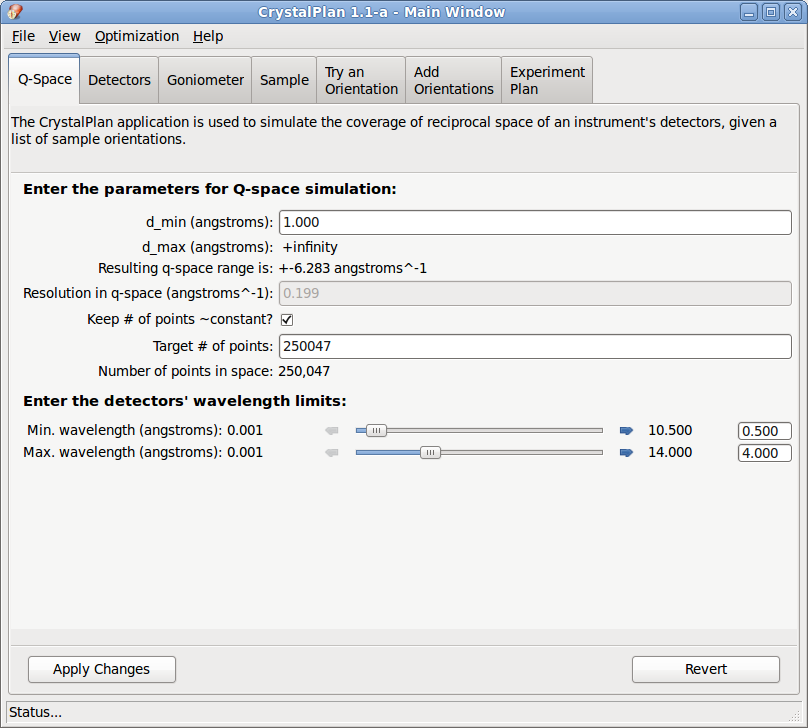 CrystalPlan 1.1-a - Main Window
File View Optimization Help
Q-Space Detectors Goniometer Sample Try an Orientation Add Orientations Experiment Plan
The CrystalPlan application is used to simulate the coverage of reciprocal space of an instrument's detectors, given a
list of sample orientations.
Enter the parameters for Q-space simulation:
d_min (angstroms): 1.000
d_max (angstroms): +infinity
Resulting q-space range is: +-6.283 angstroms^-1
Resolution in q-space (angstroms^-1): 0.199
Keep # of points ~constant?
Target # of points: 250047
Number of points in space: 250,047
Enter the detectors' wavelength limits:
Min. wavelength (angstroms): 0.001 10.500 0.500
Max. wavelength (angstroms): 0.001 14.000 4.000
Apply Changes Revert
Status...